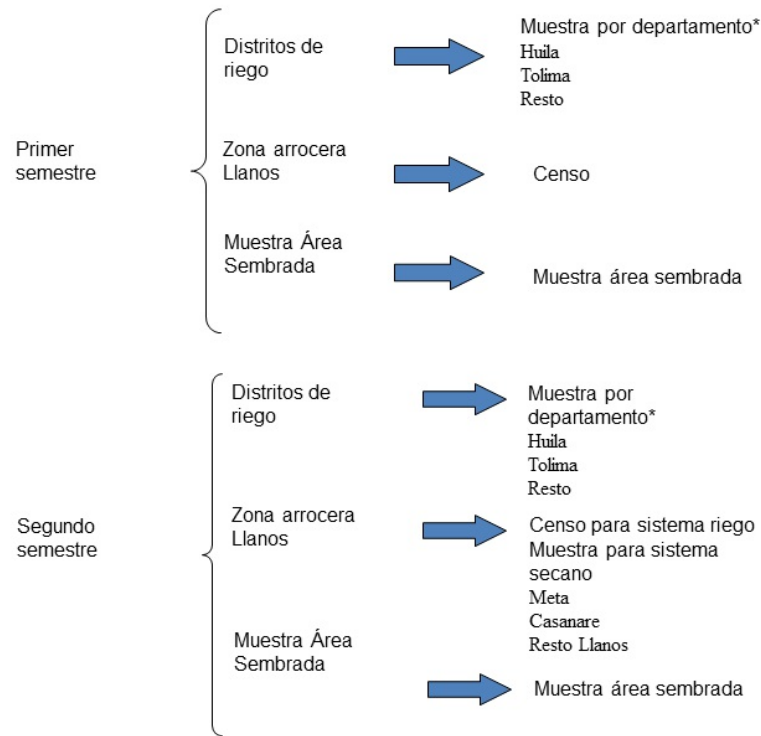 Primer
semestre
Distritos de
riego
Muestra por departamento*
Huila
Tolima
Resto
Zona arrocera
Llanos
Censo
Muestra Área
Sembrada
Muestra área sembrada
Segundo
semestre
Distritos de
riego
Muestra por
departamento*
Huila
Tolima
Resto
Zona arrocera
Llanos
Censo para sistema riego
Muestra para sistema
secano
Meta
Casanare
Resto Llanos
Muestra Área
Sembrada
Muestra área sembrada